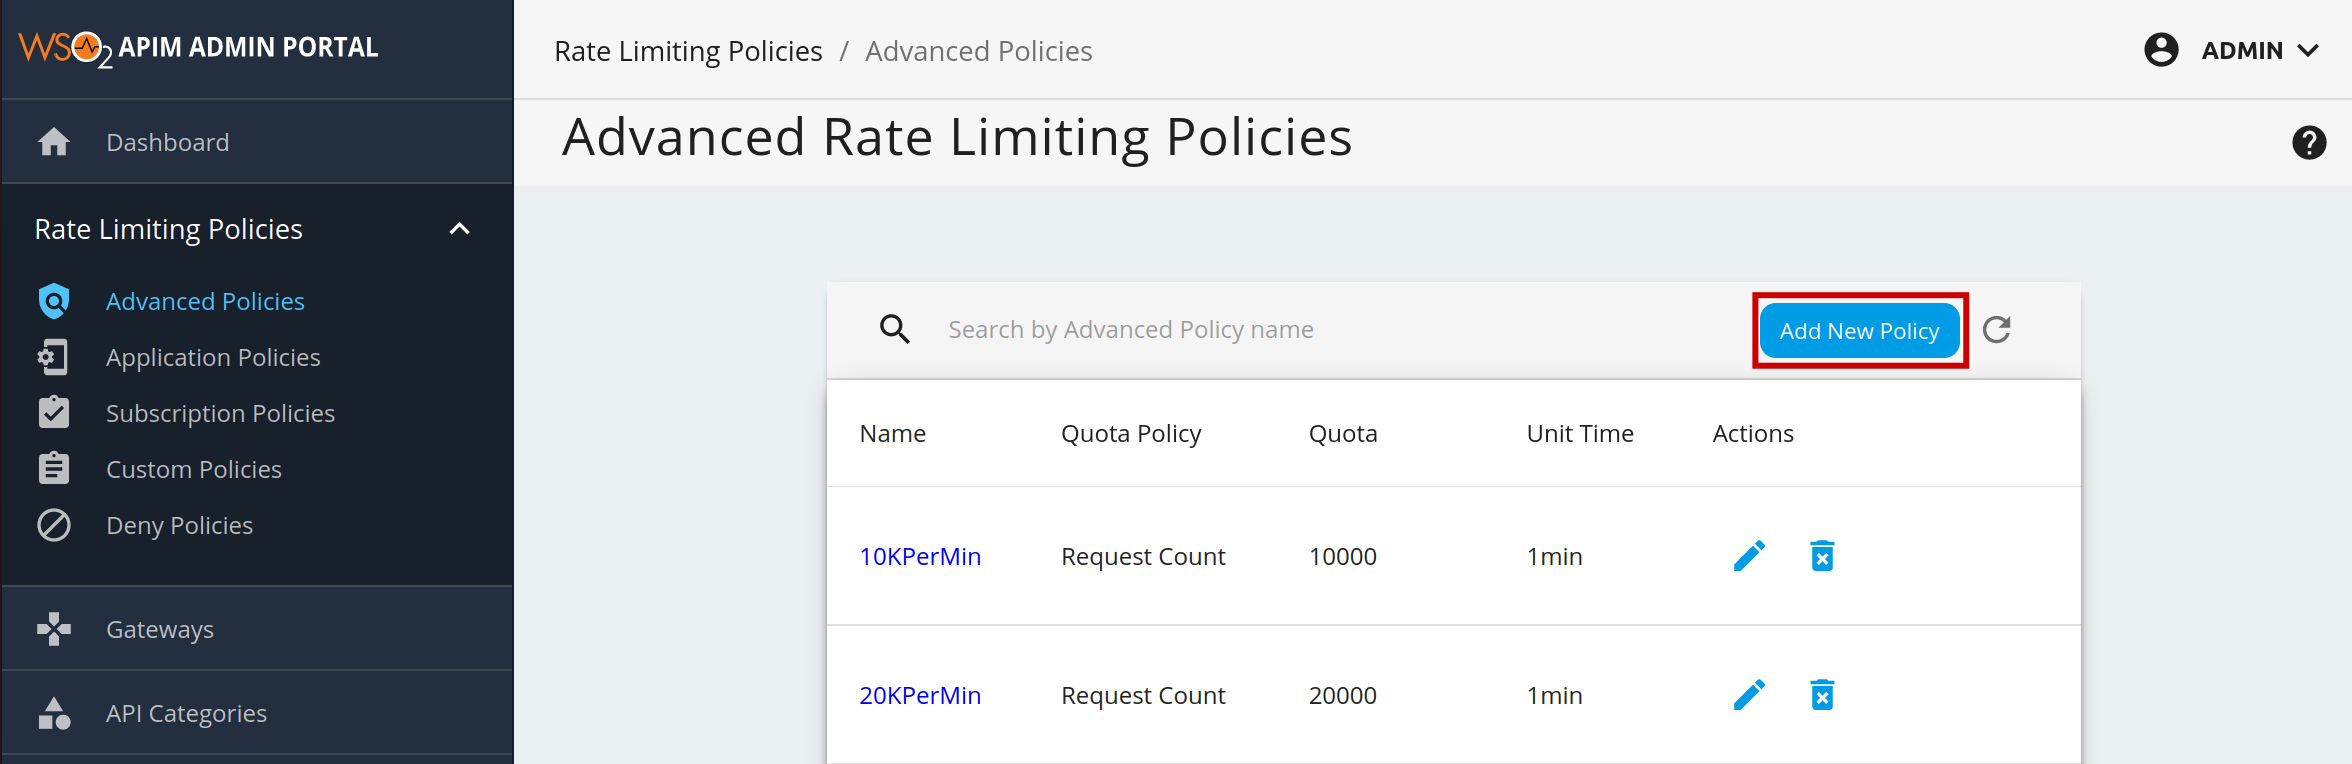 WSO2 APIM ADMIN PORTAL
Rate Limiting Policies / Advanced Policies
ADMIN
Dashboard
Advanced Rate Limiting Policies
Rate Limiting Policies
Advanced Policies
Application Policies
Subscription Policies
Custom Policies
Deny Policies
Gateways
API Categories
Search by Advanced Policy name
Add New Policy
Name Quota Policy Quota Unit Time Actions
10KPerMin Request Count 10000 1min
20KPerMin Request Count 20000 1min